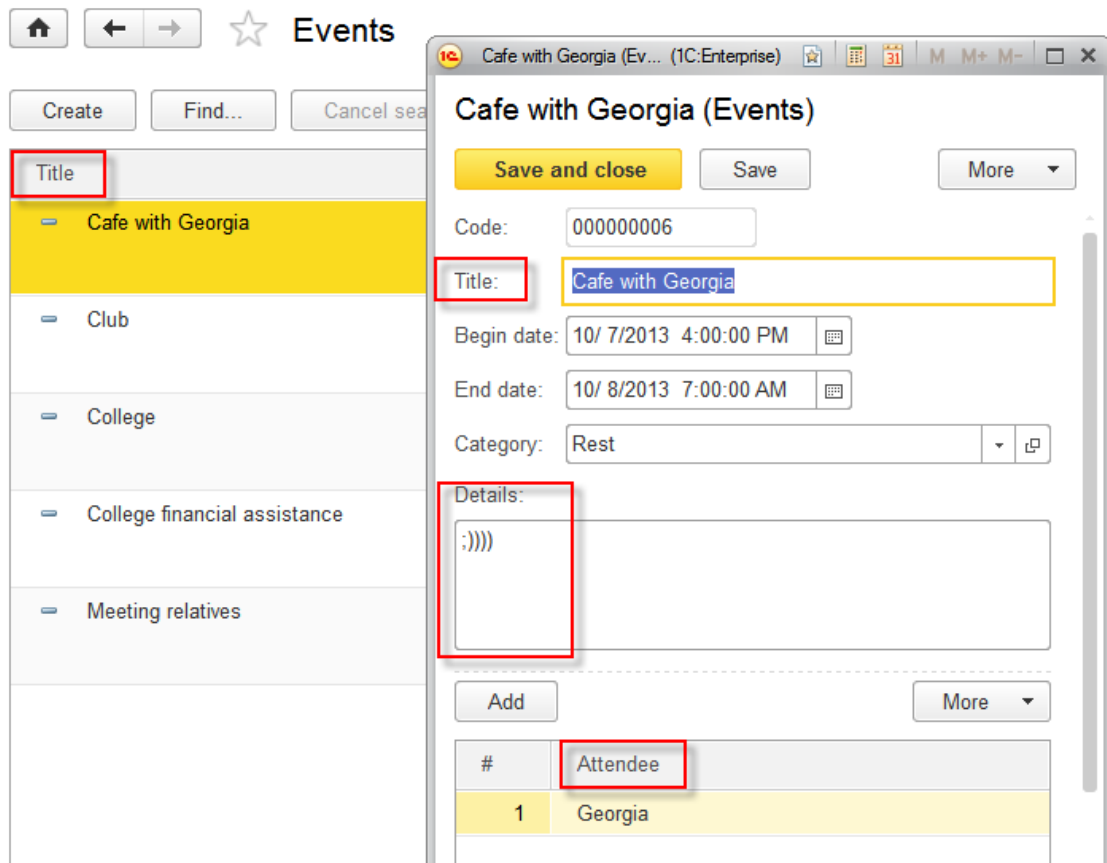 Events
Create
Find...
Cancel sea
Title
Cafe with Georgia
Club
College
College financial assistance
Meeting relatives
1C Cafe with Georgia (Ev... (1C:Enterprise) 31 M M+ M-
Cafe with Georgia (Events)
Save and close
Save
More
Code: 000000006
Title: Cafe with Georgia
Begin date: 10/ 7/2013 4:00:00 PM
End date: 10/ 8/2013 7:00:00 AM
Category: Rest
Details:
;))))
Add
More
# Attendee
1 Georgia